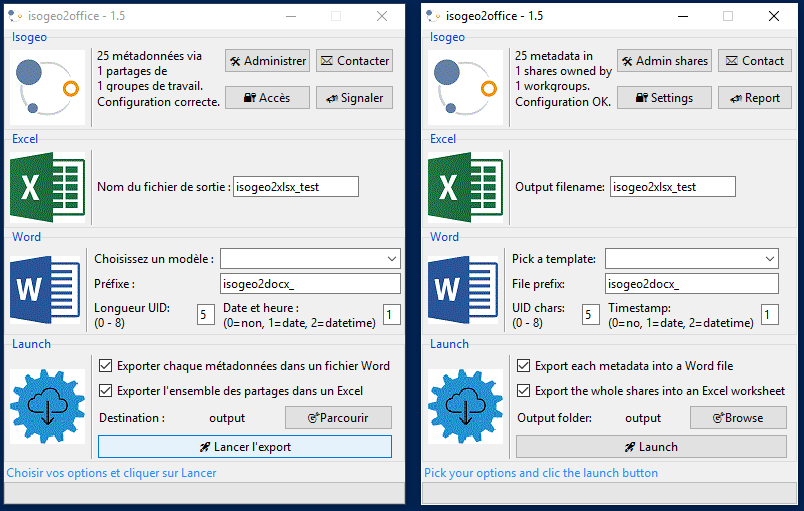 isogeo2office - 1.5
Isogeo
25 métadonnées via
1 partages de
1 groupes de travail.
Configuration correcte.
Administrer
Contacter
Accès
Signaler
Excel
Nom du fichier de sortie :
isogeo2xlsx_test
Word
Choisissez un modèle :
Préfixe :
isogeo2docx_
Longueur UID:
(0 - 8)
5
Date et heure :
(0=non, 1=date, 2=datetime)
1
Launch
Exporter chaque métadonnées dans un fichier Word
Exporter l'ensemble des partages dans un Excel
Destination :
output
Parcourir
Lancer l'export
Choisir vos options et cliquer sur Lancer
isogeo2office - 1.5
Isogeo
25 metadata in
1 shares owned by
1 workgroups.
Configuration OK.
Admin shares
Contact
Settings
Report
Excel
Output filename:
isogeo2xlsx_test
Word
Pick a template:
File prefix:
isogeo2docx_
UID chars:
(0 - 8)
5
Timestamp:
(0=no, 1=date, 2=datetime)
1
Launch
Export each metadata into a Word file
Export the whole shares into an Excel worksheet
Output folder:
output
Browse
Launch
Pick your options and clic the launch button